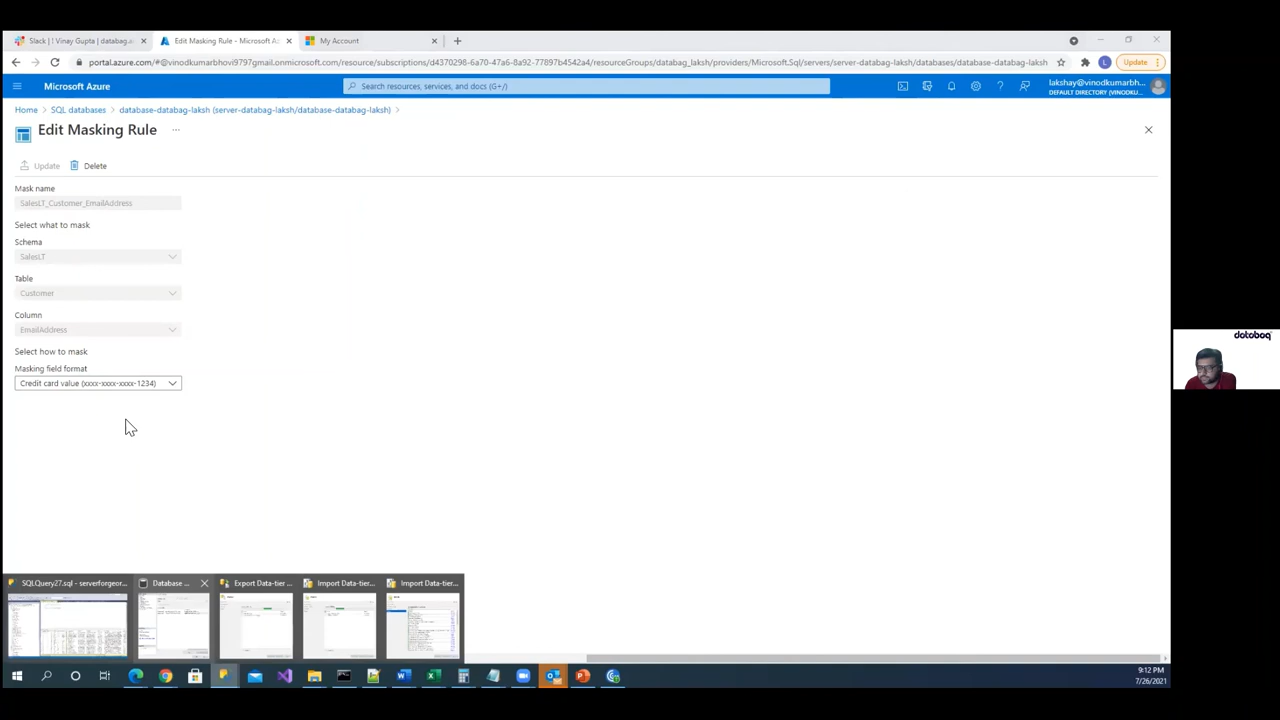 Slack | ! Vinay Gupta | databag.a
Edit Masking Rule - Microsoft Az
My Account
portal.azure.com/#@vinodkumarbhovi9797gmail.onmicrosoft.com/resource/subscriptions/d4370298-6a70-47a6-8a92-77897b4542a4/resourceGroups/databag_laksh/providers/Microsoft.Sql/servers/server-databag-laksh/databases/database-databag-laksh
Update
Microsoft Azure
Search resources, services, and docs (G+/)
lakshay@vinodkumarbh...
DEFAULT DIRECTORY (VINODKU...
Home > SQL databases > database-databag-laksh (server-databag-laksh/database-databag-laksh) >
Edit Masking Rule ...
Update
Delete
Mask name
SalesLT_Customer_EmailAddress
Select what to mask
Schema
SalesLT
Table
Customer
Column
EmailAddress
Select how to mask
Masking field format
Credit card value (xxxx-xxxx-xxxx-1234)
databag
SQLQuery27.sql - serverforgeor...
Database ...
Export Data-tier ...
Import Data-tier...
Import Data-tier...
9:12 PM
7/26/2021